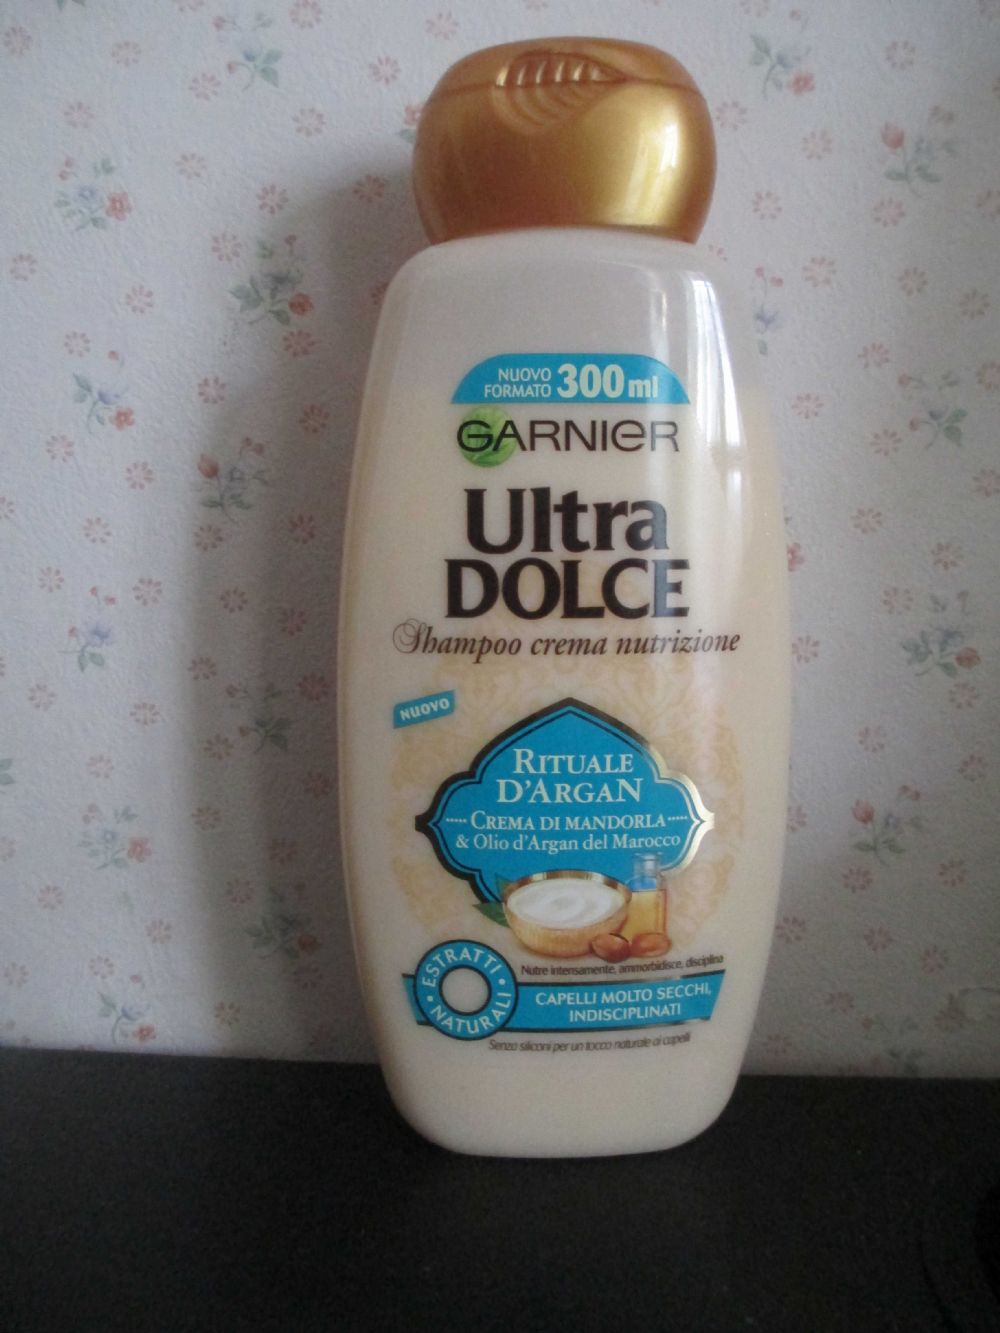 NUOVO
FORMATO 300ml
GARNIER
Ultra
DOLCE
Shampoo crema nutrizione
NUOVO
RITUALE
D'ARGAN
CREMA DI MANDORLA
& Olio d'Argan del Marocco
ESTRATTI
NATURALI
Nutre intensamente, ammorbidisce, disciplina
CAPELLI MOLTO SECCHI,
INDISCIPLINATI
Senza siliconi per un tocco naturale ai capelli